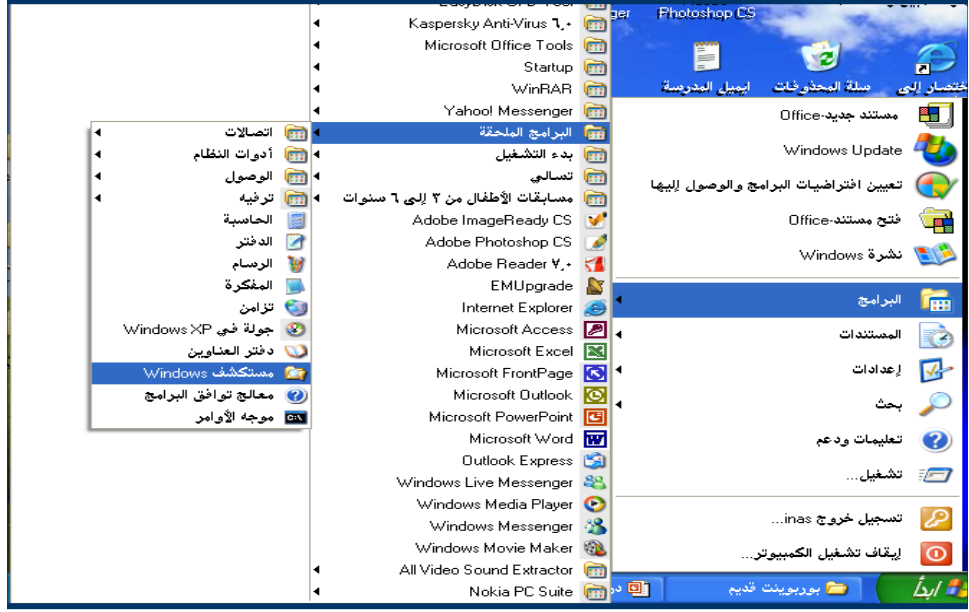 Photoshop CS
ايميل المدرسة
سلة المحذوفات
مستند جديد-Office
Windows Update
تعيين افتراضيات البرامج والوصول إليها
فتح مستند-Office
نشرة Windows
البرامج
المستندات
إعدادات
بحث
تعليمات ودعم
تشغيل...
تسجيل خروج inas...
إيقاف تشغيل الكمبيوتر...
ابدأ
بوربوينت قديم
Kaspersky Anti-Virus ٦,٠
Microsoft Office Tools
Startup
WinRAR
Yahoo! Messenger
البرامج الملحقة
بدء التشغيل
تسالي
مسابقات الأطفال من ٣ إلى ٦ سنوات
Adobe ImageReady CS
Adobe Photoshop CS
Adobe Reader ٧,٠
EMUpgrade
Internet Explorer
Microsoft Access
Microsoft Excel
Microsoft FrontPage
Microsoft Outlook
Microsoft PowerPoint
Microsoft Word
Outlook Express
Windows Live Messenger
Windows Media Player
Windows Messenger
Windows Movie Maker
All Video Sound Extractor
Nokia PC Suite
اتصالات
أدوات النظام
الوصول
ترفيه
الحاسبة
الدفتر
الرسام
المفكرة
تزامن
جولة في Windows XP
دفتر العناوين
مستكشف Windows
معالج توافق البرامج
موجه الأوامر